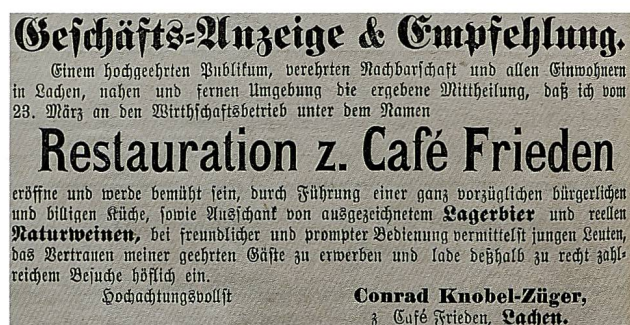 Geschäfts-Anzeige & Empfehlung.
Einem hochgeehrten Publikum, verehrten Nachbarschaft und allen Einwohnern
in Lachen, nahen und fernen Umgebung die ergebene Mittheilung, daß ich vom
23. März an den Wirthschaftsbetrieb unter dem Namen
Restauration z. Café Frieden
eröffne und werde bemüht sein, durch Führung einer ganz vorzüglichen bürgerlichen
und billigen Küche, sowie Ausschank von ausgezeichnetem Lagerbier und reellen
Naturweinen, bei freundlicher und prompter Bedienung vermittelst jungen Leuten,
das Vertrauen meiner geehrten Gäste zu erwerben und lade deßhalb zu recht zahl-
reichem Besuche höflich ein.
Hochachtungsvollst
Conrad Knobel-Züger,
z Café Frieden, Lachen.